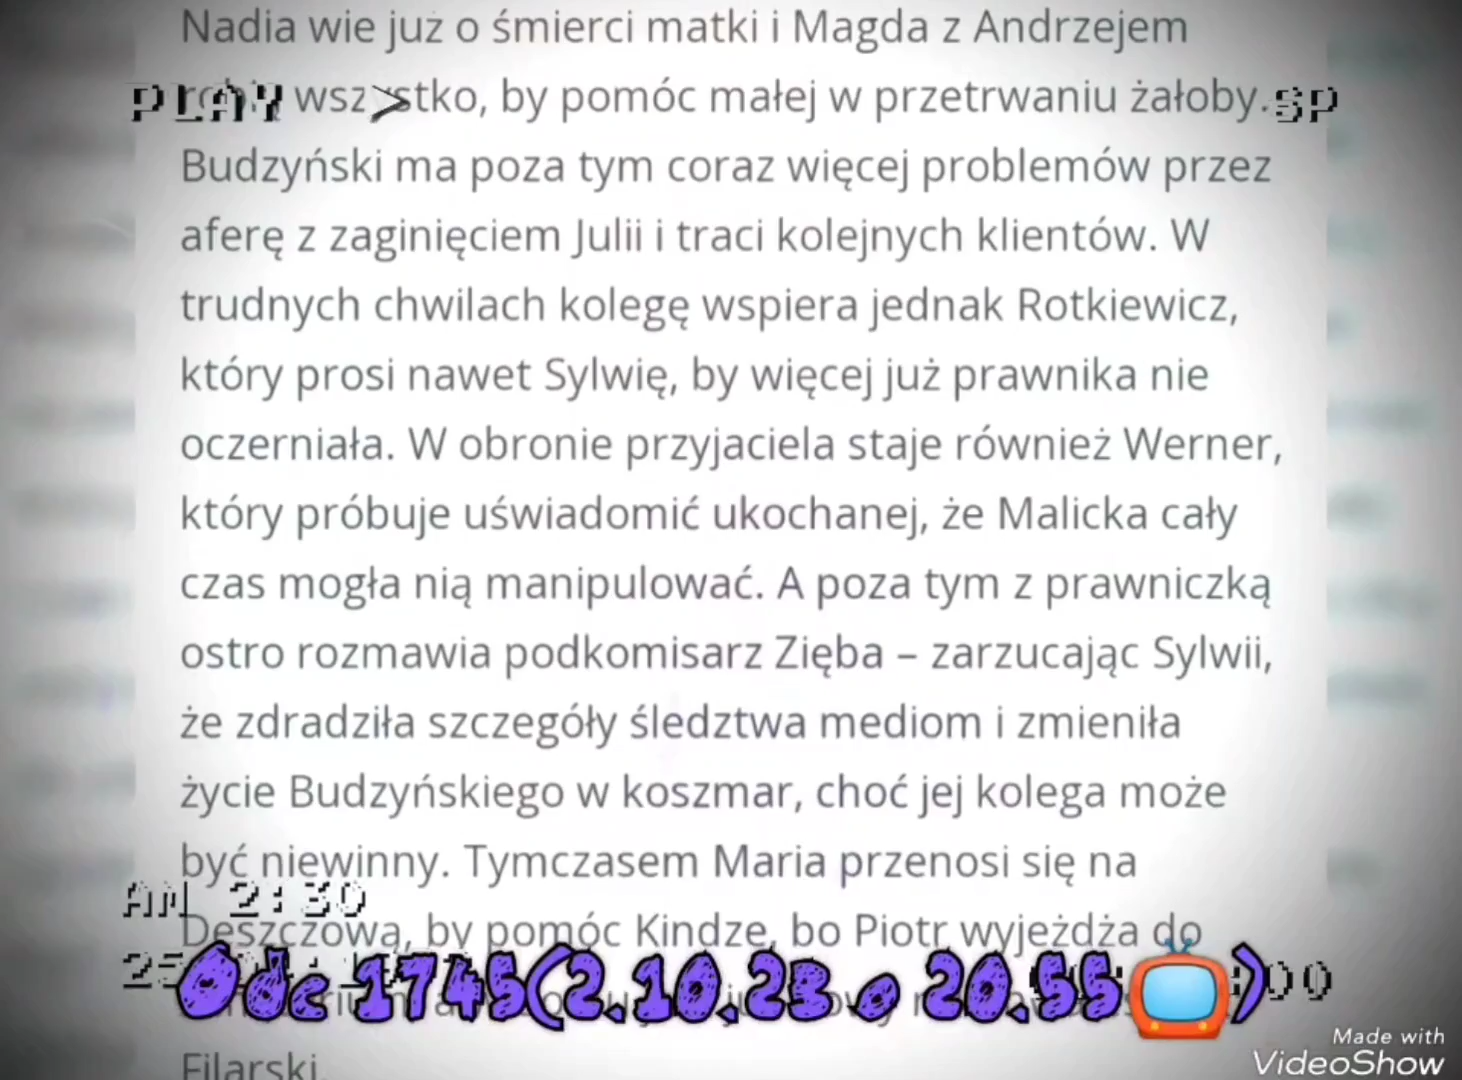 Nadia wie już o śmierci matki i Magda z Andrzejem
PLAY wszystko, by pomóc małej w przetrwaniu żałoby. SP
Budzyński ma poza tym coraz więcej problemów przez
aferę z zaginięciem Julii i traci kolejnych klientów. W
trudnych chwilach kolegę wspiera jednak Rotkiewicz,
który prosi nawet Sylwię, by więcej już prawnika nie
oczerniała. W obronie przyjaciela staje również Werner,
który próbuje uświadomić ukochanej, że Malicka cały
czas mogła nią manipulować. A poza tym z prawniczką
ostro rozmawia podkomisarz Zięba – zarzucając Sylwii,
że zdradziła szczegóły śledztwa mediom i zmieniła
życie Budzyńskiego w koszmar, choć jej kolega może
być niewinny. Tymczasem Maria przenosi się na
AM 2:30
Deszczową, by pomóc Kindze, bo Piotr wyjeżdża do
Odc 1745(2.10.23 o 20.55📺)
Filarski.
Made with
VideoShow